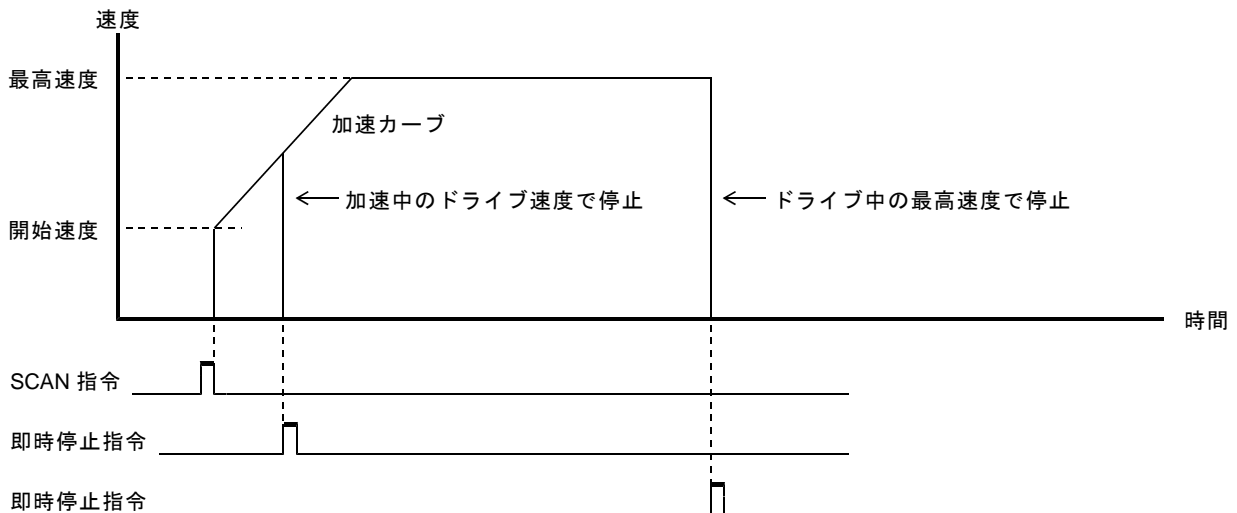 速度
最高速度
加速カーブ
加速中のドライブ速度で停止
ドライブ中の最高速度で停止
開始速度
時間
SCAN 指令
即時停止指令
即時停止指令